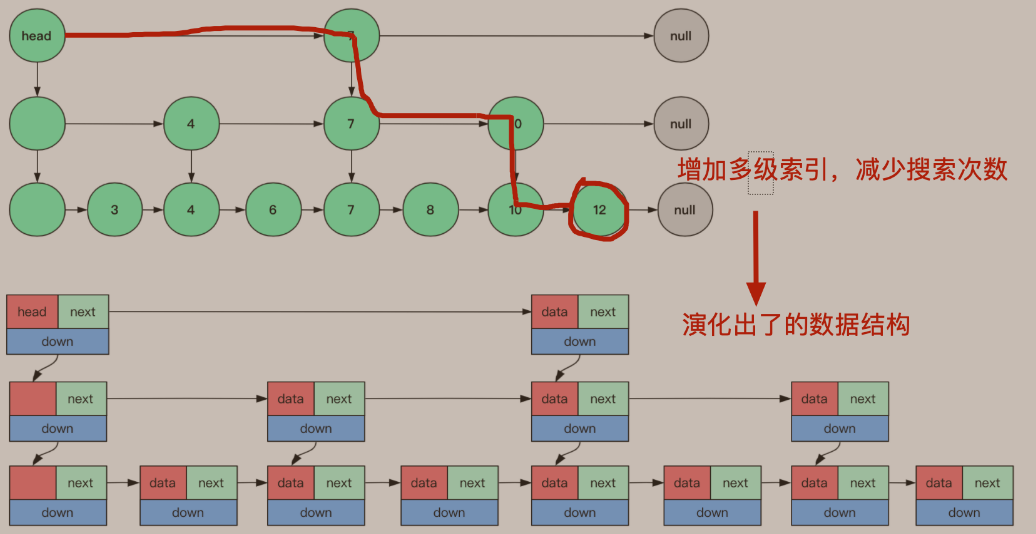 head 7 null
4 7 10 null
增加多级索引，减少搜索次数
3 4 6 7 8 10 12 null
演化出了的数据结构
head next data next
down down
next data next data next data next
down down down down
next data next data next data next data next data next data next data next
down down down down down down down down